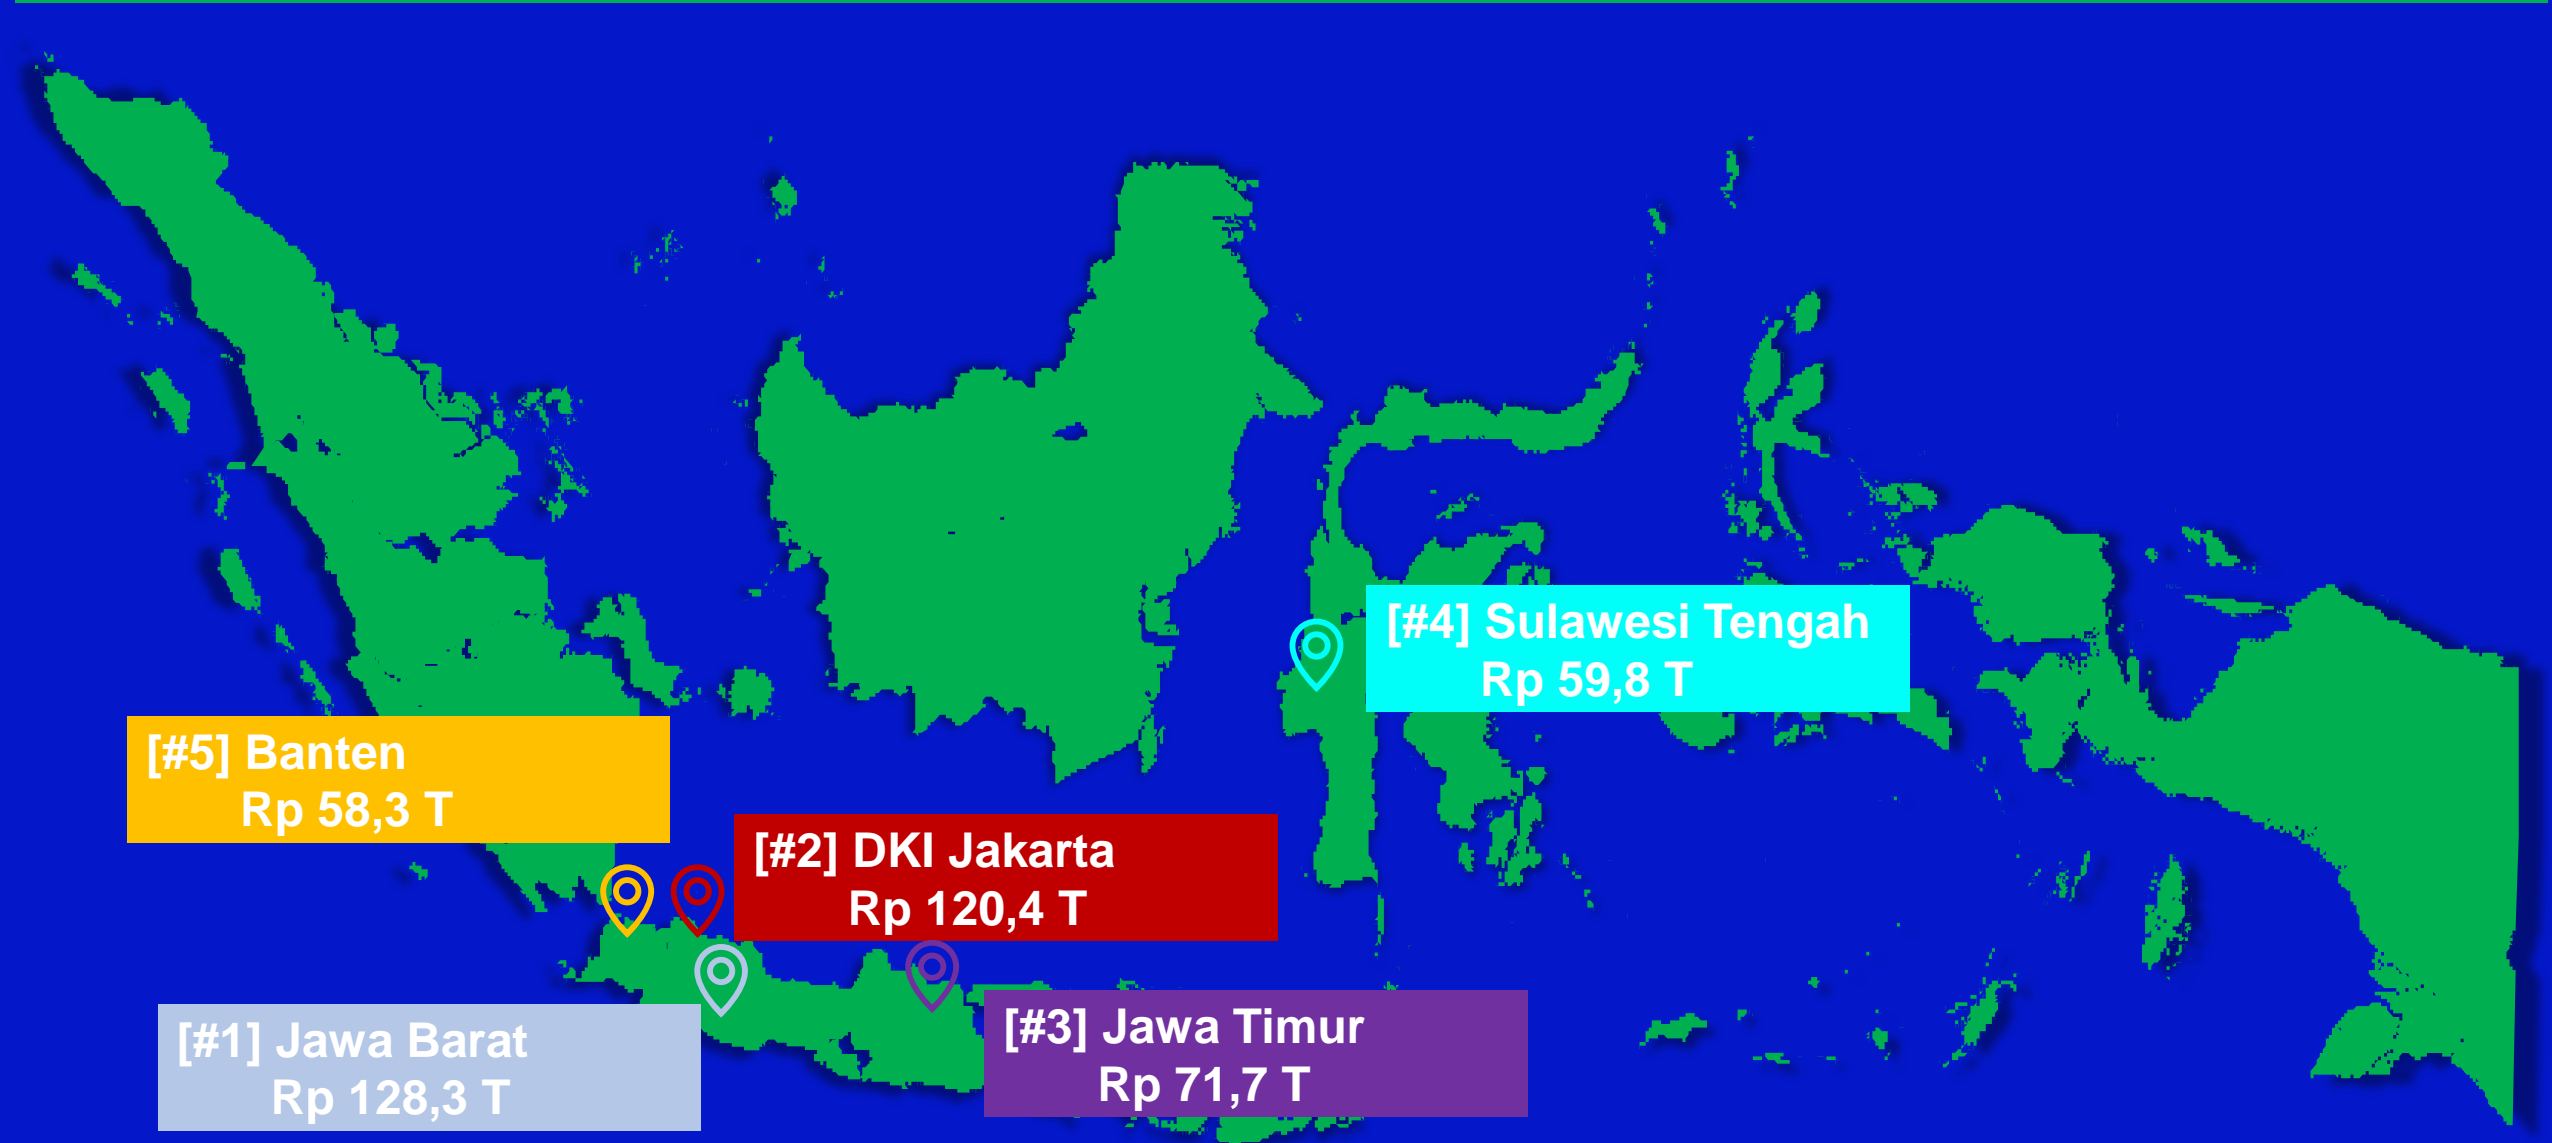 [#4] Sulawesi Tengah
Rp 59,8 T
[#5] Banten
Rp 58,3 T
[#2] DKI Jakarta
Rp 120,4 T
[#1] Jawa Barat
Rp 128,3 T
[#3] Jawa Timur
Rp 71,7 T